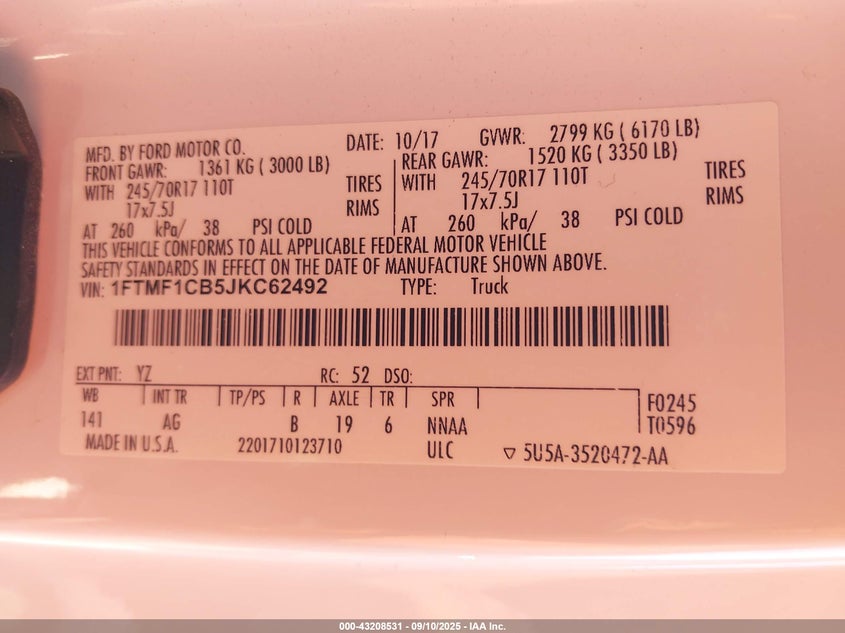 MFD. BY FORD MOTOR CO. DATE: 10/17 GVWR: 2799 KG ( 6170 LB)
FRONT GAWR: 1361 KG ( 3000 LB) REAR GAWR: 1520 KG ( 3350 LB)
WITH 245/70R17 110T TIRES WITH 245/70R17 110T TIRES
17x7.5J RIMS 17x7.5J RIMS
AT 260 kPa/ 38 PSI COLD AT 260 kPa/ 38 PSI COLD
THIS VEHICLE CONFORMS TO ALL APPLICABLE FEDERAL MOTOR VEHICLE
SAFETY STANDARDS IN EFFECT ON THE DATE OF MANUFACTURE SHOWN ABOVE.
VIN: 1FTMF1CB5JKC62492 TYPE: Truck
EXT PNT: YZ RC: 52 DSO:
WB INT TR TP/PS R AXLE TR SPR F0245
141 AG B 19 6 NNAA T0596
MADE IN U.S.A. 2201710123710 ULC ▽ 5U5A-3520472-AA
000-43208531 - 09/10/2025 - IAA Inc.